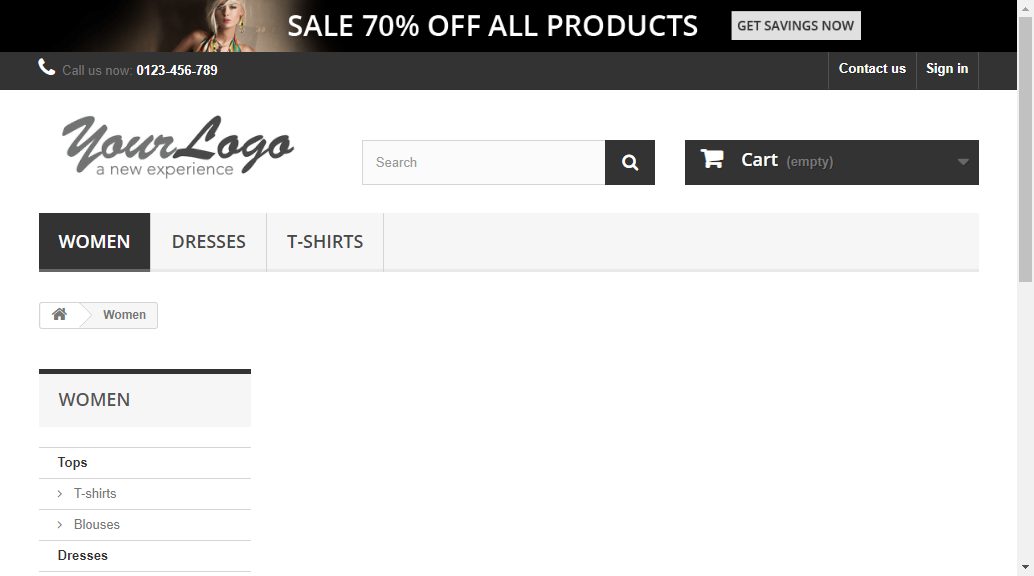 SALE 70% OFF ALL PRODUCTS GET SAVINGS NOW
Call us now: 0123-456-789 Contact us Sign in
YourLogo
a new experience
Search
Cart (empty)
WOMEN DRESSES T-SHIRTS
Women
WOMEN
Tops
T-shirts
Blouses
Dresses